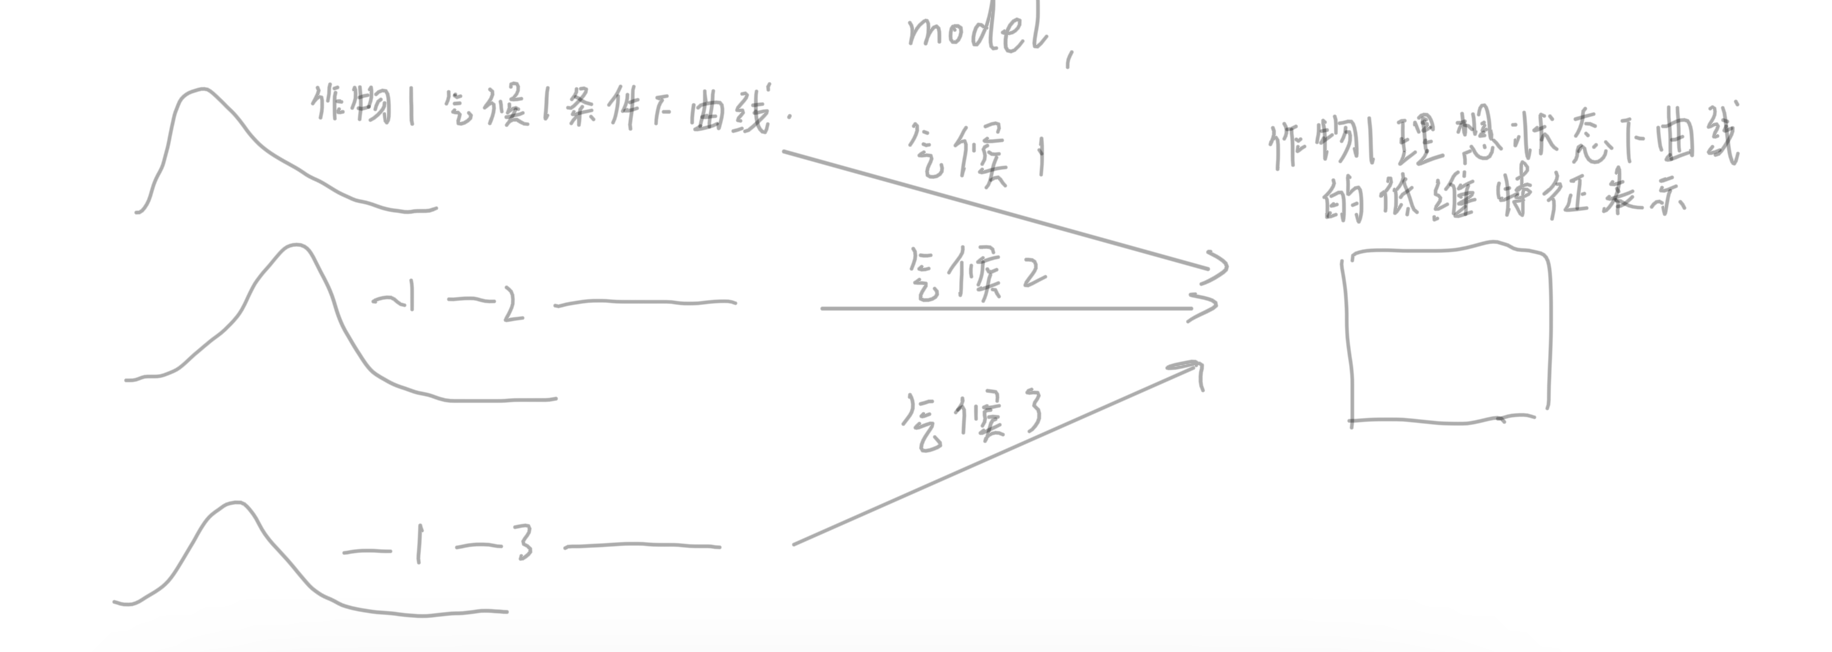 model,
作物1气候1条件下曲线.
气候1
作物1理想状态下曲线
的低维特征表示
~1 — 2 ——
气候2
气候3
— 1 — 3 ——